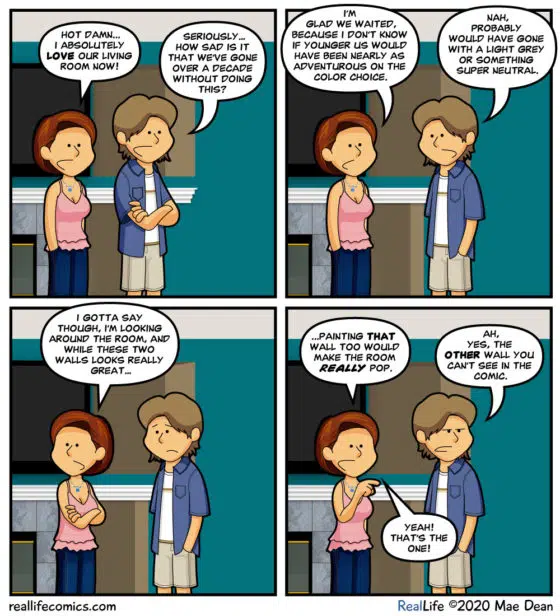 HOT DAMN...
I ABSOLUTELY
LOVE OUR LIVING
ROOM NOW!
SERIOUSLY...
HOW SAD IS IT
THAT WE'VE GONE
OVER A DECADE
WITHOUT DOING
THIS?
I'M
GLAD WE WAITED,
BECAUSE I DON'T KNOW
IF YOUNGER US WOULD
HAVE BEEN NEARLY AS
ADVENTUROUS ON THE
COLOR CHOICE.
NAH,
PROBABLY
WOULD HAVE GONE
WITH A LIGHT GREY
OR SOMETHING
SUPER NEUTRAL.
I GOTTA SAY
THOUGH, I'M LOOKING
AROUND THE ROOM, AND
WHILE THESE TWO
WALLS LOOKS REALLY
GREAT...
...PAINTING THAT
WALL TOO WOULD
MAKE THE ROOM
REALLY POP.
AH,
YES, THE
OTHER WALL YOU
CAN'T SEE IN THE
COMIC.
YEAH!
THAT'S THE
ONE!
reallifecomics.com
RealLife ©2020 Mae Dean